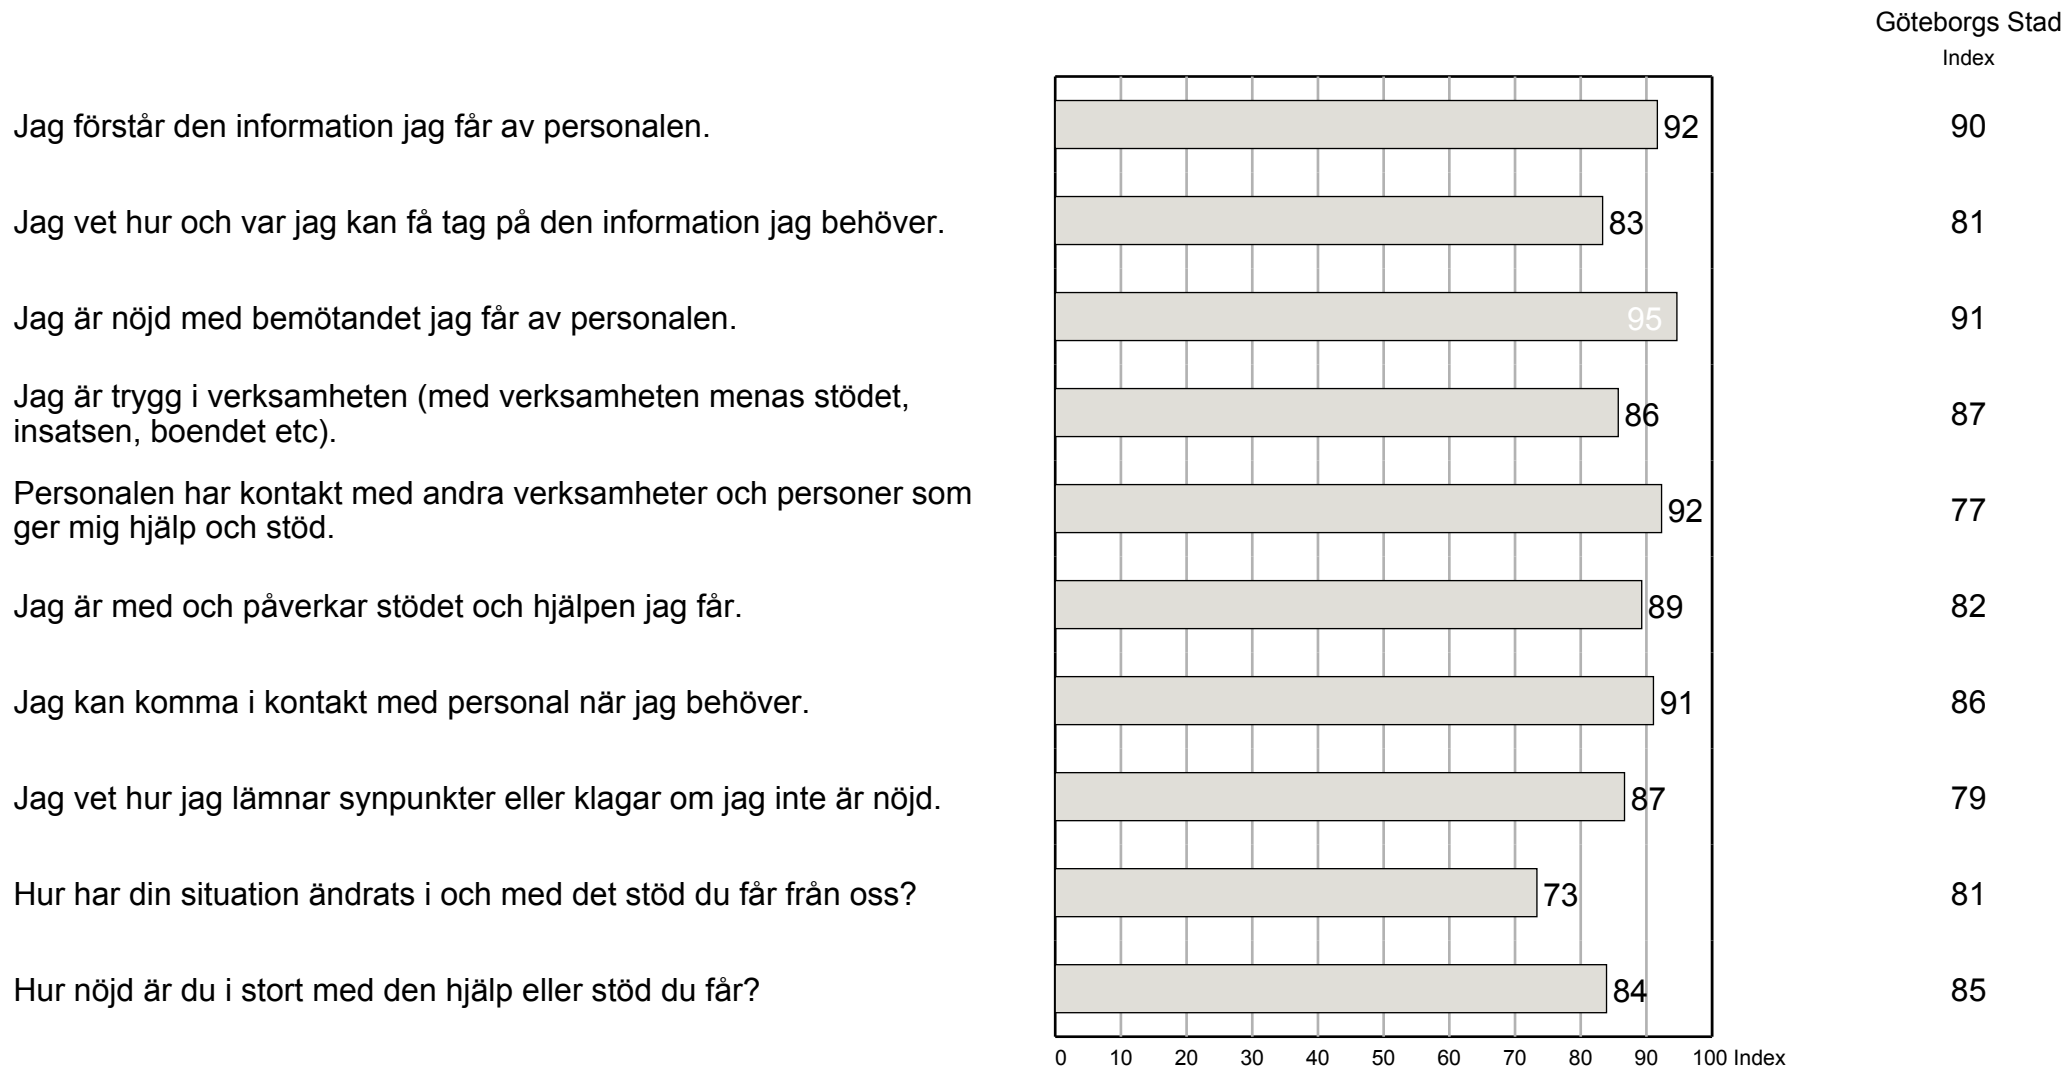 Göteborgs Stad
Index
Jag förstår den information jag får av personalen. 92 90
Jag vet hur och var jag kan få tag på den information jag behöver. 83 81
Jag är nöjd med bemötandet jag får av personalen. 95 91
Jag är trygg i verksamheten (med verksamheten menas stödet,
insatsen, boendet etc). 86 87
Personalen har kontakt med andra verksamheter och personer som
ger mig hjälp och stöd. 92 77
Jag är med och påverkar stödet och hjälpen jag får. 89 82
Jag kan komma i kontakt med personal när jag behöver. 91 86
Jag vet hur jag lämnar synpunkter eller klagar om jag inte är nöjd. 87 79
Hur har din situation ändrats i och med det stöd du får från oss? 73 81
Hur nöjd är du i stort med den hjälp eller stöd du får? 84 85
0 10 20 30 40 50 60 70 80 90 100 Index